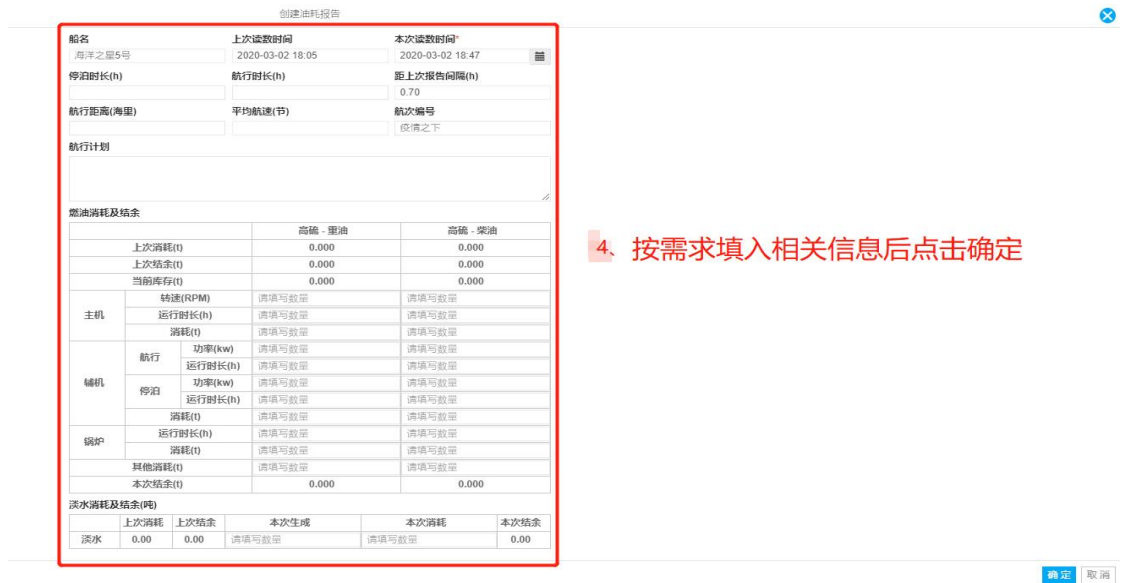 创建油耗报告
船名 上次读数时间 本次读数时间*
海洋之星5号 2020-03-02 18:05 2020-03-02 18:47
停泊时长(h) 航行时长(h) 距上次报告间隔(h)
0.70
航行距离(海里) 平均航速(节) 航次编号
疫情之下
航行计划
燃油消耗及结余
高硫 - 重油 高硫 - 柴油
上次消耗(t) 0.000 0.000
上次结余(t) 0.000 0.000
当前库存(t) 0.000 0.000
主机 转速(RPM) 请填写数量 请填写数量
运行时长(h) 请填写数量 请填写数量
消耗(t) 请填写数量 请填写数量
辅机 航行 功率(kw) 请填写数量 请填写数量
运行时长(h) 请填写数量 请填写数量
停泊 功率(kw) 请填写数量 请填写数量
运行时长(h) 请填写数量 请填写数量
消耗(t) 请填写数量 请填写数量
锅炉 运行时长(h) 请填写数量 请填写数量
消耗(t) 请填写数量 请填写数量
其他消耗(t) 请填写数量 请填写数量
本次结余(t) 0.000 0.000
淡水消耗及结余(吨)
上次消耗 上次结余 本次生成 本次消耗 本次结余
淡水 0.00 0.00 请填写数量 请填写数量 0.00
4、按需求填入相关信息后点击确定
确定 取消